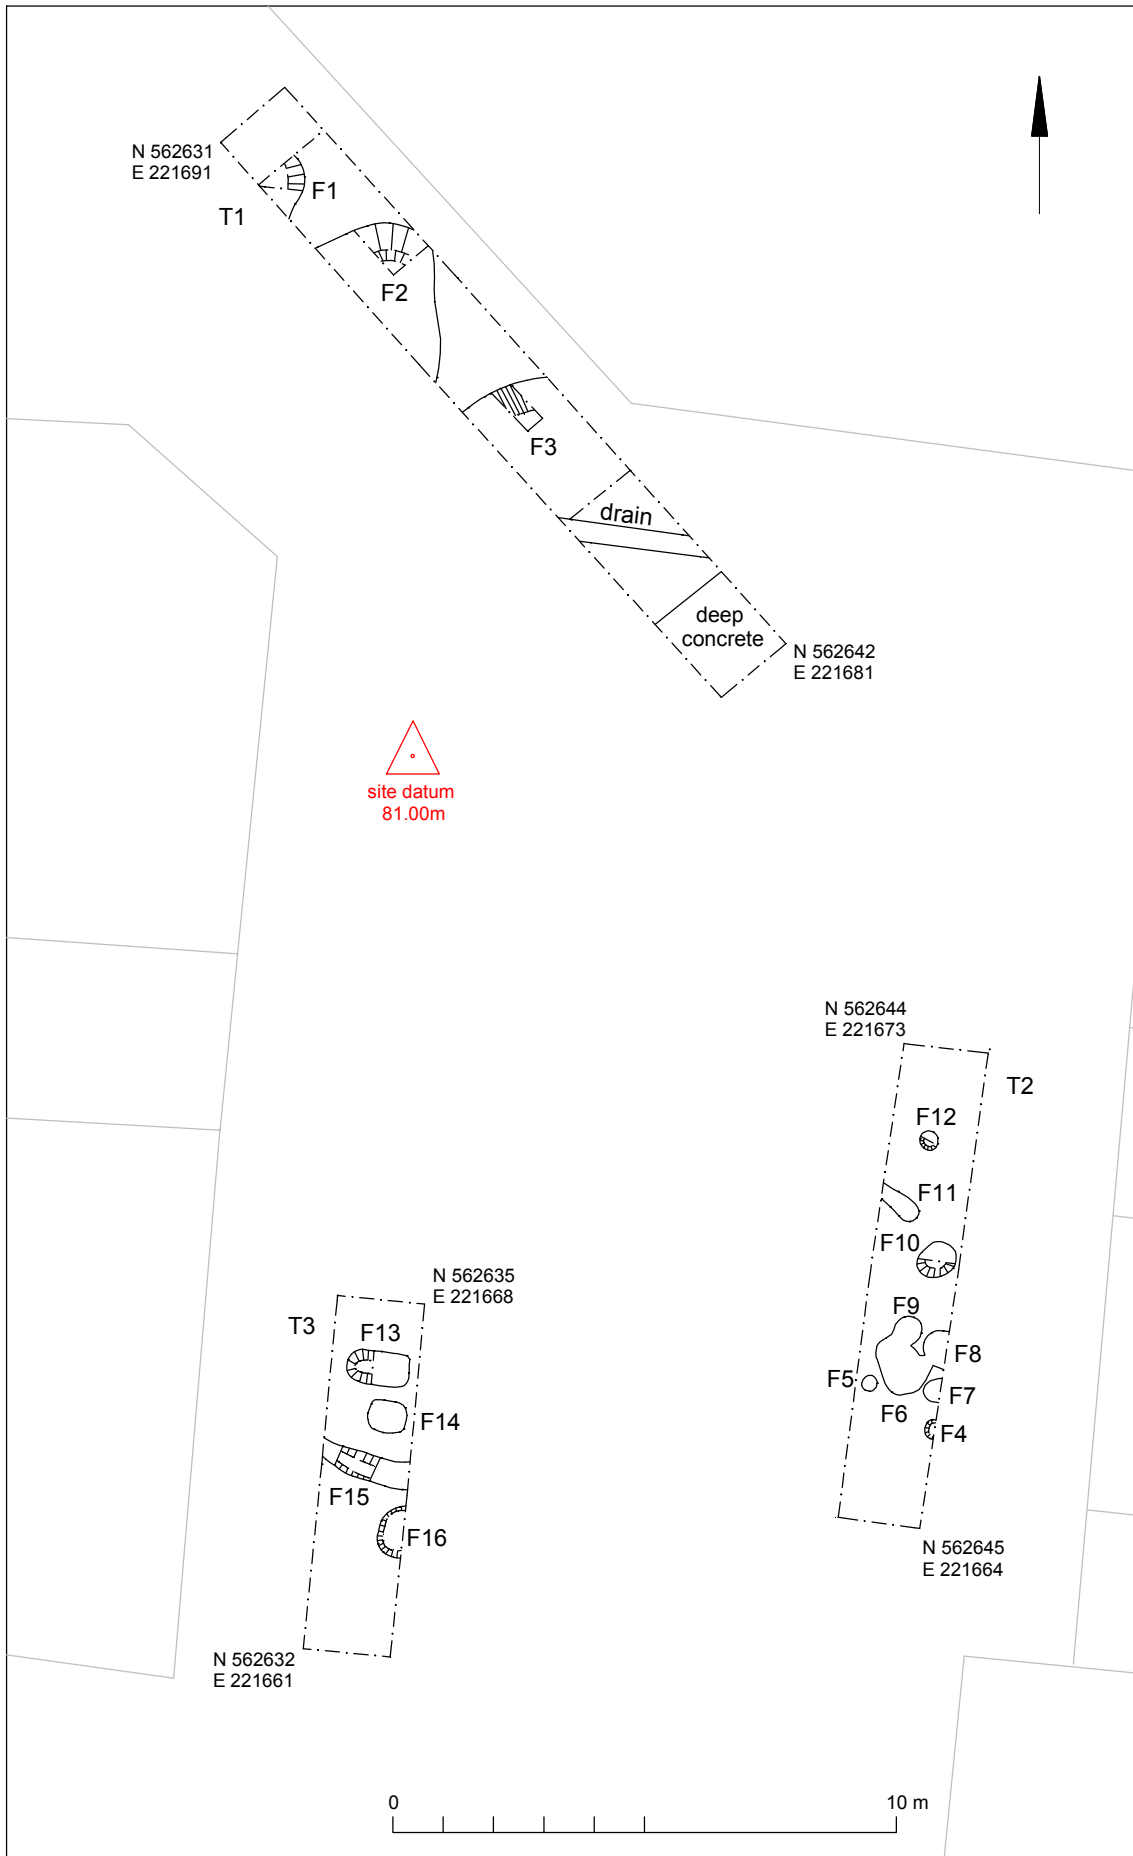 N 562631
E 221691
T1
F1
F2
F3
drain
deep
concrete
N 562642
E 221681
site datum
81.00m
N 562644
E 221673
T2
F12
F11
F10
F9
F8
F5
F7
F6
F4
N 562645
E 221664
N 562635
E 221668
T3
F13
F14
F15
F16
N 562632
E 221661
0
10 m